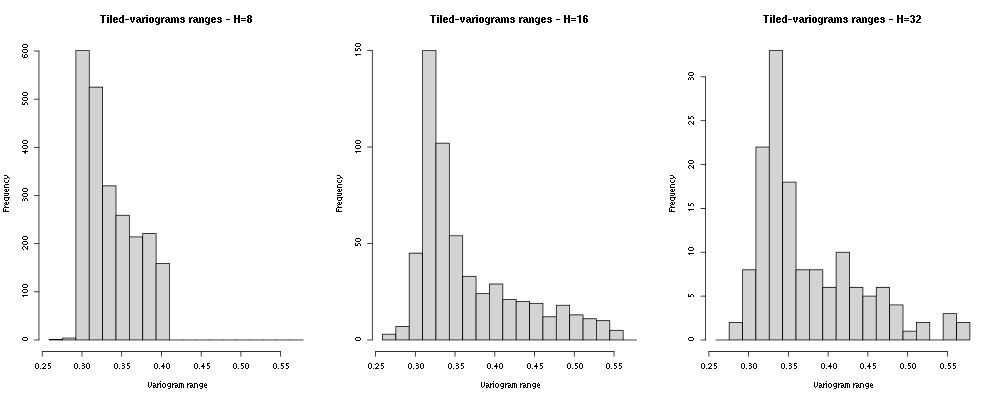 Tiled-variograms ranges - H=8
Frequency
600
500
400
300
200
100
0
0.25 0.30 0.35 0.40 0.45 0.50 0.55
Variogram range
Tiled-variograms ranges - H=16
Frequency
150
100
50
0
0.25 0.30 0.35 0.40 0.45 0.50 0.55
Variogram range
Tiled-variograms ranges - H=32
Frequency
30
25
20
15
10
5
0
0.25 0.30 0.35 0.40 0.45 0.50 0.55
Variogram range